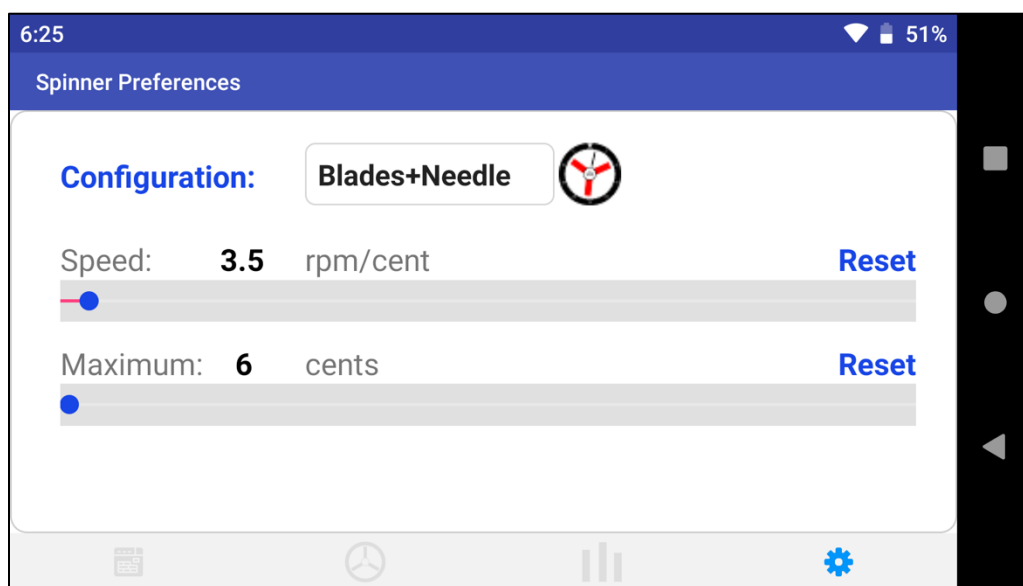 6:25 51%
Spinner Preferences
Configuration: Blades+Needle
Speed: 3.5 rpm/cent Reset
Maximum: 6 cents Reset